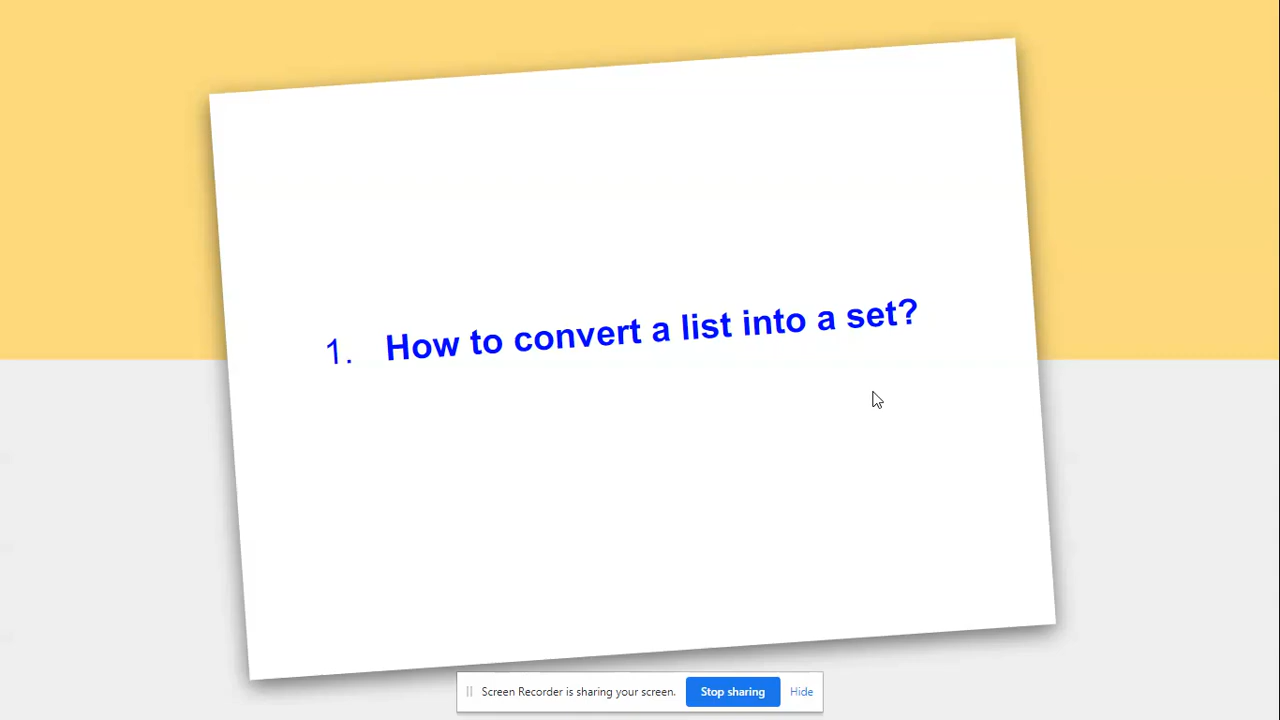 1. How to convert a list into a set?
Screen Recorder is sharing your screen. Stop sharing Hide